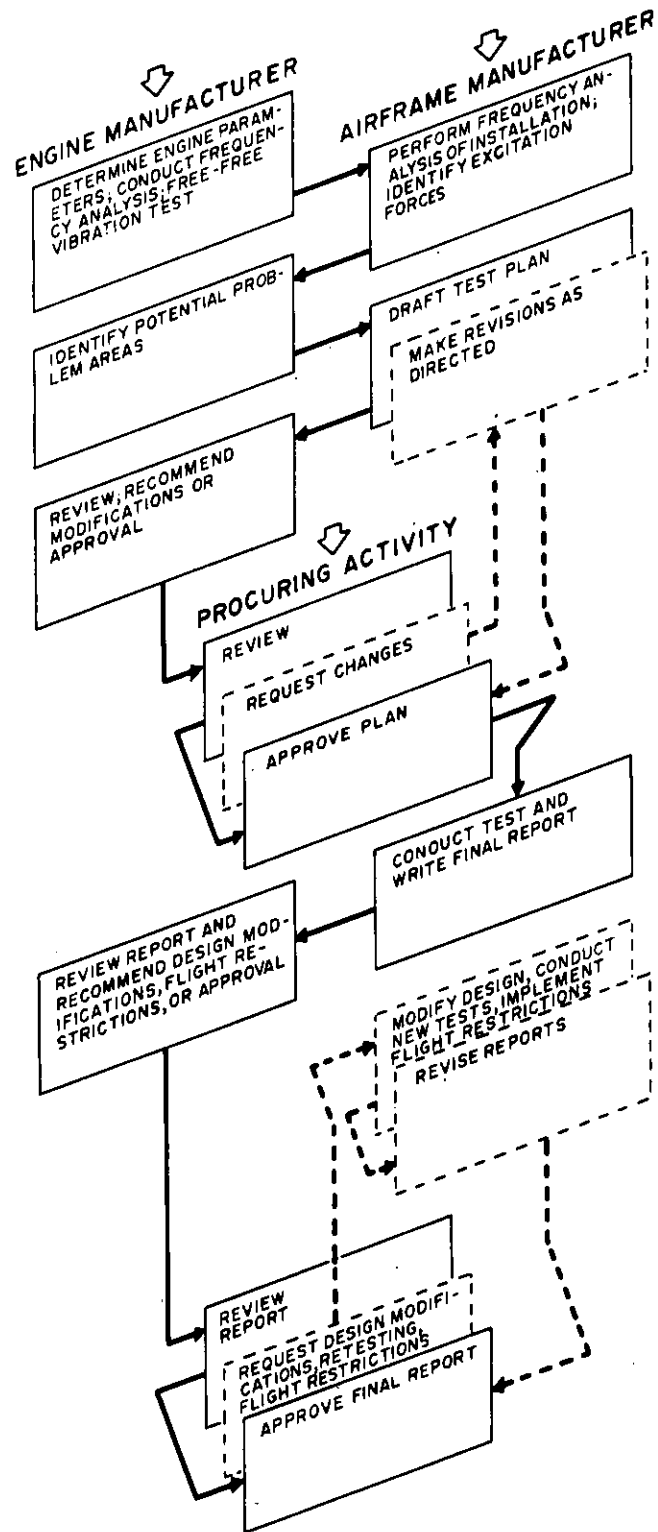 ENGINE MANUFACTURER
AIRFRAME MANUFACTURER
DETERMINE ENGINE PARAM-
ETERS; CONDUCT FREQUEN-
CY ANALYSIS; FREE-FREE
VIBRATION TEST
PERFORM FREQUENCY AN-
ALYSIS OF INSTALLATION;
IDENTIFY EXCITATION
FORCES
IDENTIFY POTENTIAL PROB-
LEM AREAS
DRAFT TEST PLAN
MAKE REVISIONS AS
DIRECTED
REVIEW; RECOMMEND
MODIFICATIONS OR
APPROVAL
PROCURING ACTIVITY
REVIEW
REQUEST CHANGES
APPROVE PLAN
CONDUCT TEST AND
WRITE FINAL REPORT
REVIEW REPORT AND
RECOMMEND DESIGN MOD-
IFICATIONS, FLIGHT RE-
STRICTIONS, OR APPROVAL
MODIFY DESIGN, CONDUCT
NEW TESTS, IMPLEMENT
FLIGHT RESTRICTIONS
REVISE REPORTS
REVIEW
REPORT
REQUEST DESIGN MODIFI-
CATIONS, RETESTING,
FLIGHT RESTRICTIONS
APPROVE FINAL REPORT